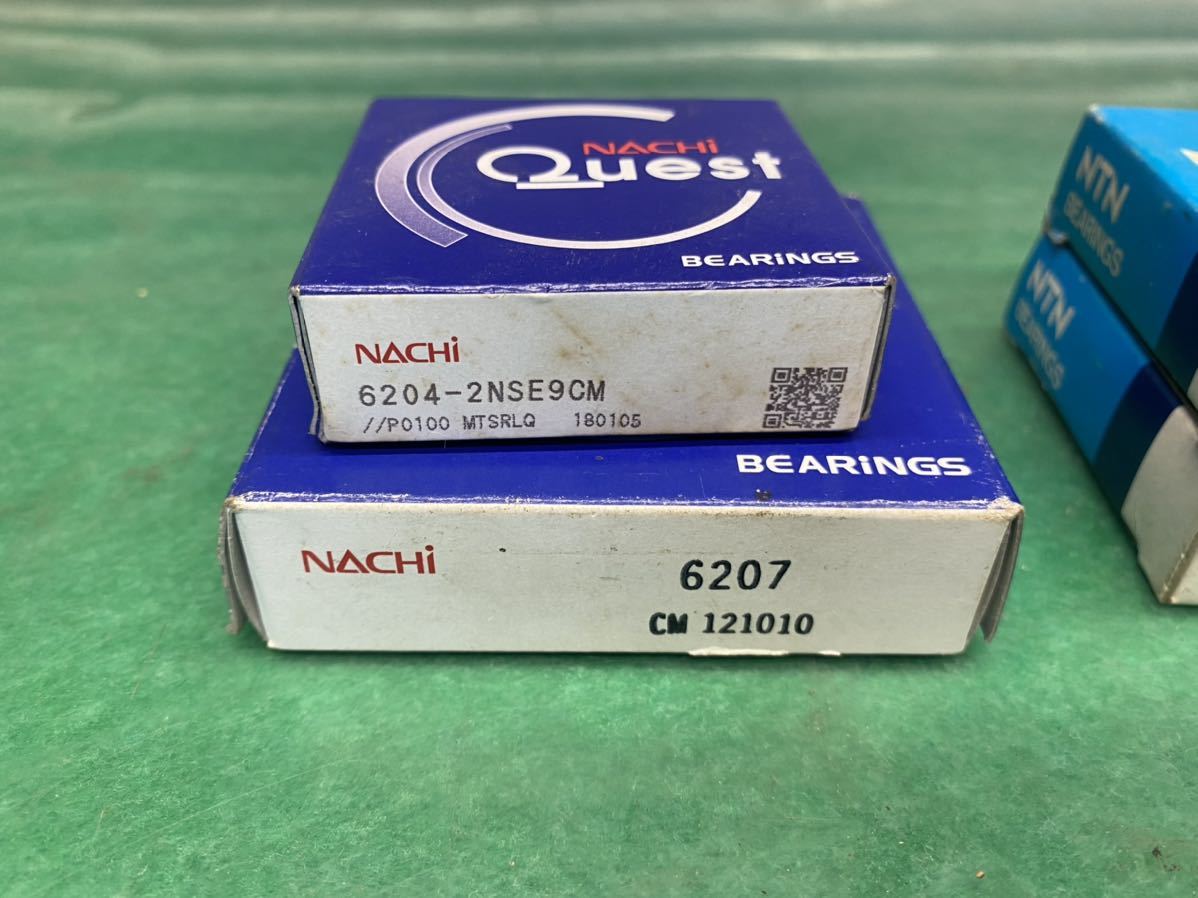 NACHi
Quest
BEARiNGS
NACHi
6204-2NSE9CM
//P0100 MTSRLQ 180105
BEARiNGS
NACHi
6207
CM 121010
NTN
BEARINGS
NTN
BEARINGS